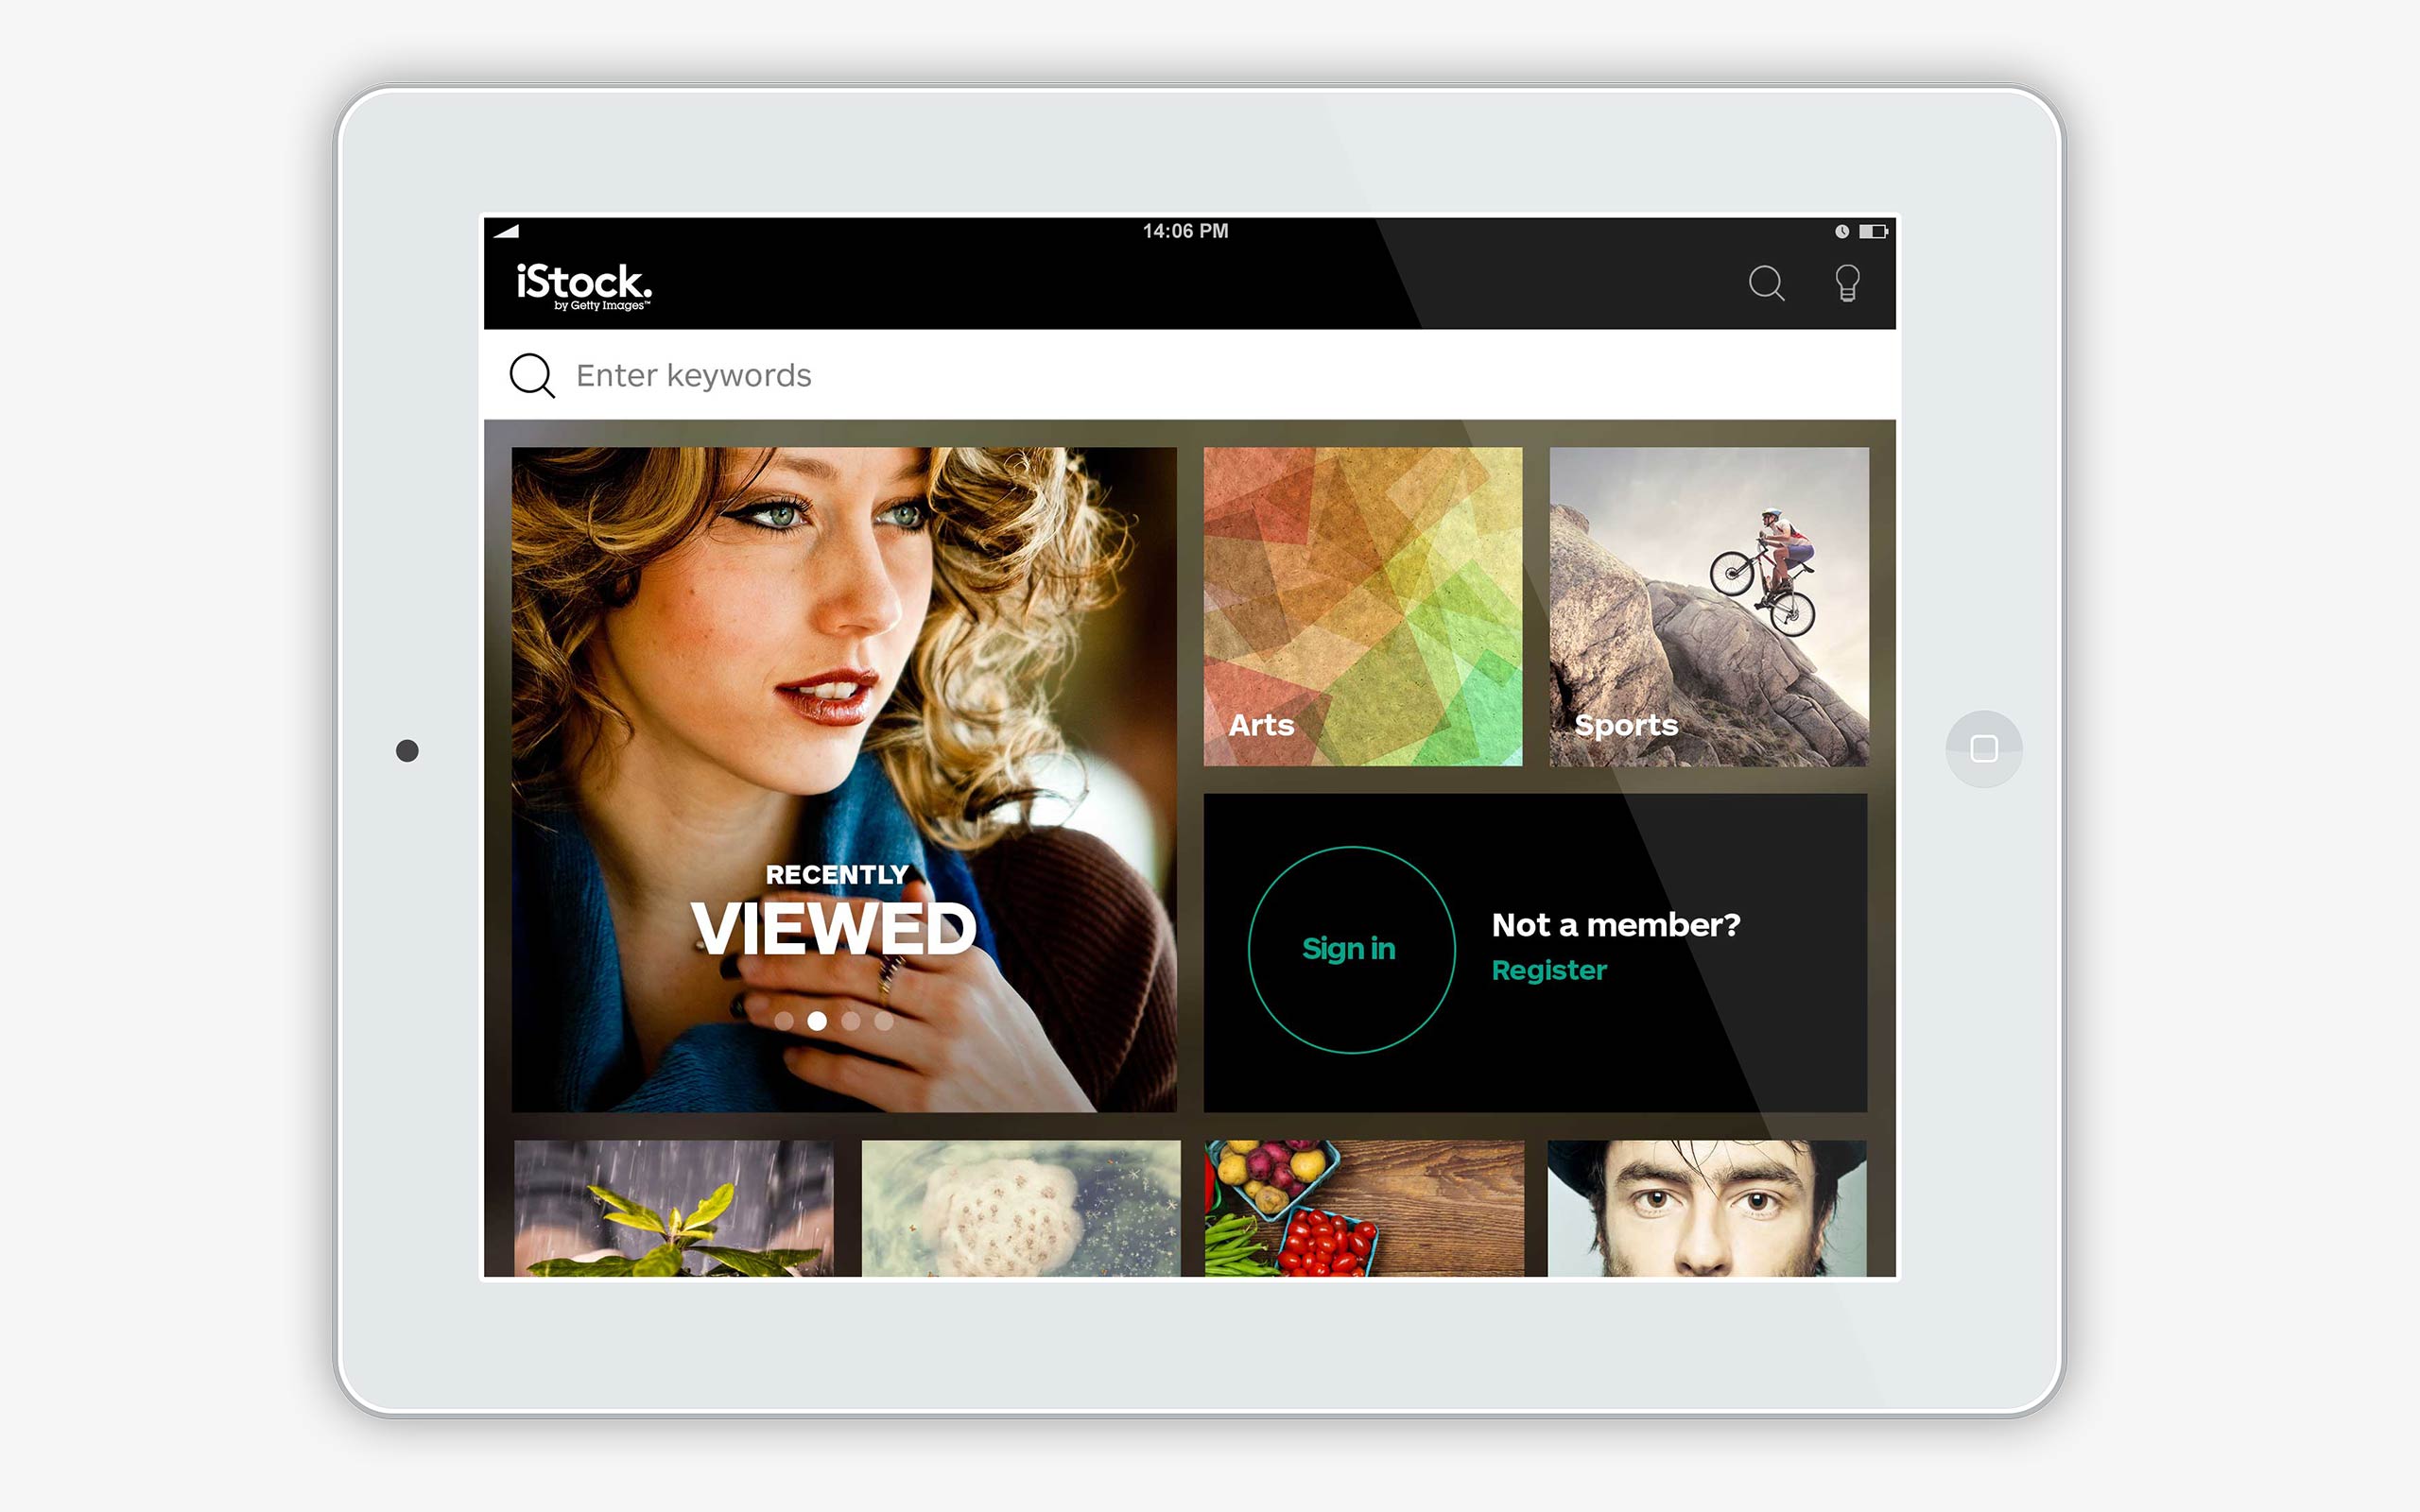 14:06 PM
iStock.
by Getty Images™
Enter keywords
RECENTLY
VIEWED
Arts
Sports
Sign in
Not a member?
Register